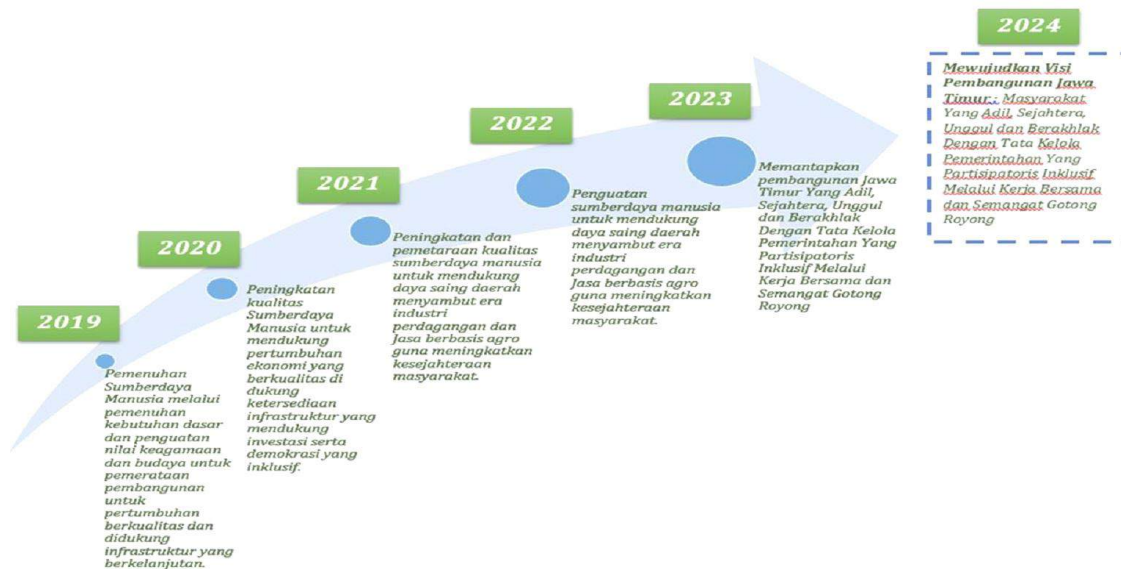 2019
Pemenuhan
Sumberdaya
Manusia melalui
pemenuhan
kebutuhan dasar
dan penguatan
nilai keagamaan
dan budaya untuk
pemerataan
pembangunan
untuk
pertumbuhan
berkualitas dan
didukung
infrastruktur yang
berkelanjutan.
2020
Peningkatan
kualitas
Sumberdaya
Manusia untuk
mendukung
pertumbuhan
ekonomi yang
berkualitas di
dukung
ketersediaan
infrastruktur yang
mendukung
investasi serta
demokrasi yang
inklusif.
2021
Peningkatan dan
pemetaraan kualitas
sumberdaya manusia
untuk mendukung
daya saing daerah
menyambut era
industri
perdagangan dan
Jasa berbasis agro
guna meningkatkan
kesejahteraan
masyarakat.
2022
Penguatan
sumberdaya manusia
untuk mendukung
daya saing daerah
menyambut era
industri
perdagangan dan
Jasa berbasis agro
guna meningkatkan
kesejahteraan
masyarakat.
2023
Memantapkan
pembangunan Jawa
Timur Yang Adil,
Sejahtera, Unggul
dan Berakhlak
Dengan Tata Kelola
Pemerintahan Yang
Partisipatoris
Inklusif Melalui
Kerja Bersama dan
Semangat Gotong
Royong
2024
Mewujudkan Visi
Pembangunan Jawa
Timur.: Masyarakat
Yang Adil, Sejahtera,
Unggul dan Berakhlak
Dengan Tata Kelola
Pemerintahan Yang
Partisipatoris Inklusif
Melalui Kerja Bersama
dan Semangat Gotong
Royong